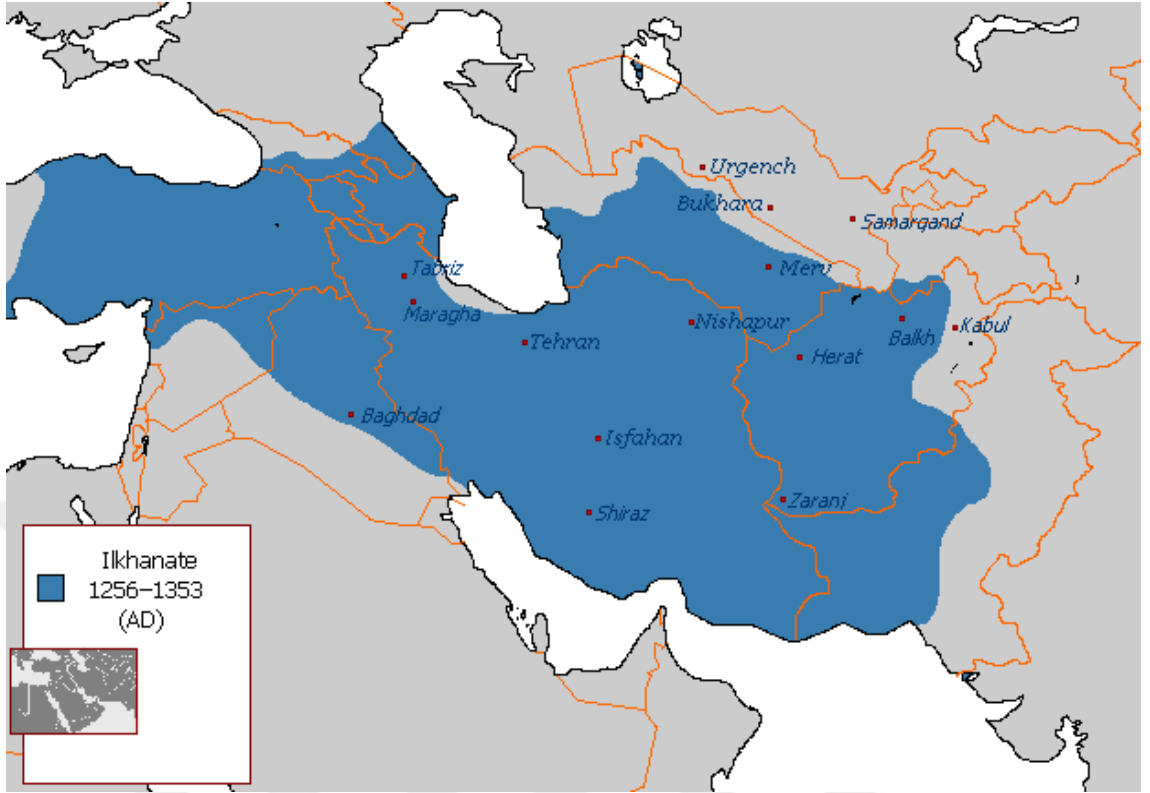 Urgench
Bukhara
Samarqand
Tabriz
Merv
Maragha
Nishapur
Tehran
Balkh
Kabul
Herat
Baghdad
Isfahan
Zaranj
Shiraz
Ilkhanate
1256–1353
(AD)